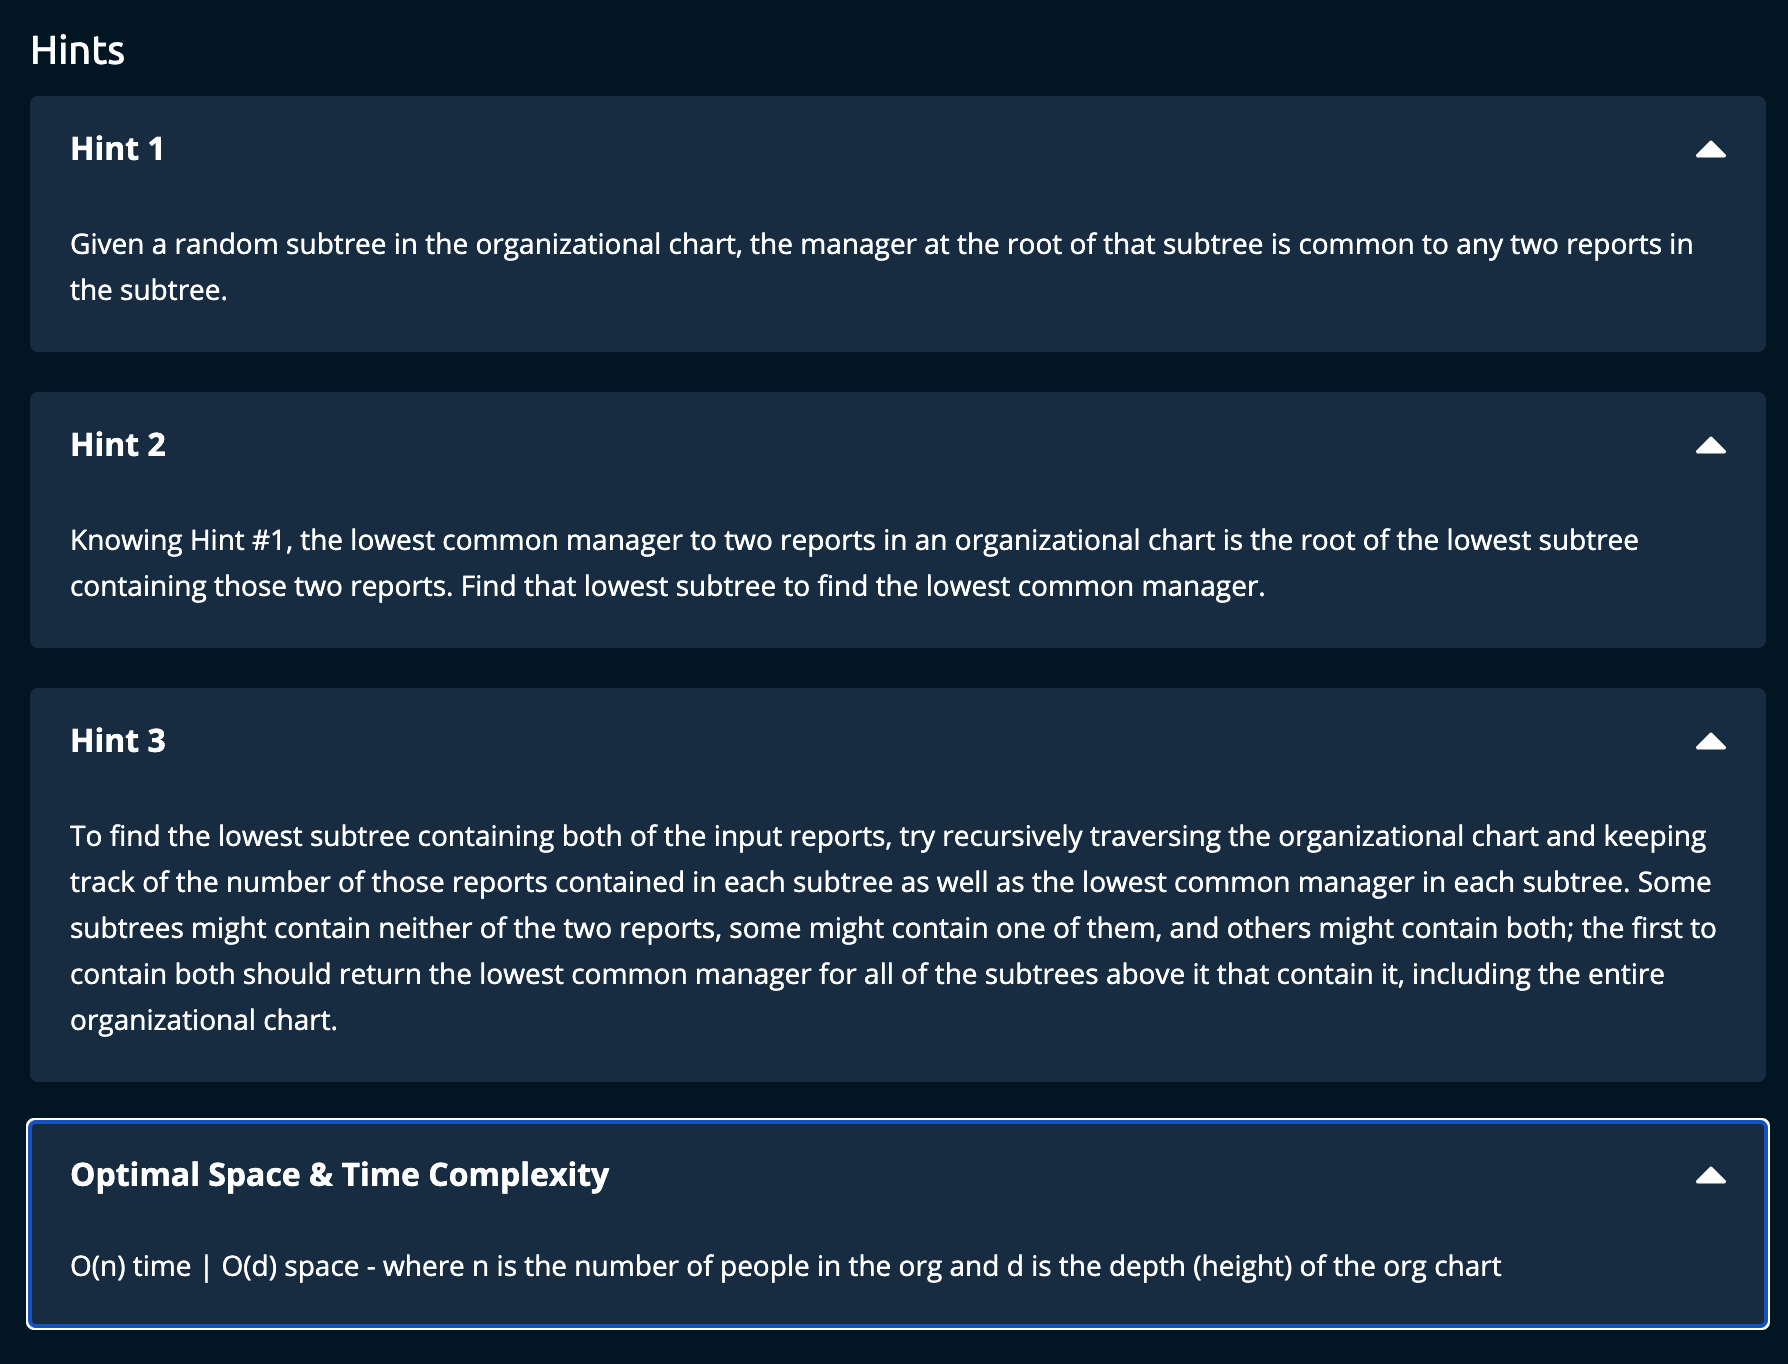 Hints
Hint 1
Given a random subtree in the organizational chart, the manager at the root of that subtree is common to any two reports in
the subtree.
Hint 2
Knowing Hint #1, the lowest common manager to two reports in an organizational chart is the root of the lowest subtree
containing those two reports. Find that lowest subtree to find the lowest common manager.
Hint 3
To find the lowest subtree containing both of the input reports, try recursively traversing the organizational chart and keeping
track of the number of those reports contained in each subtree as well as the lowest common manager in each subtree. Some
subtrees might contain neither of the two reports, some might contain one of them, and others might contain both; the first to
contain both should return the lowest common manager for all of the subtrees above it that contain it, including the entire
organizational chart.
Optimal Space & Time Complexity
O(n) time | O(d) space - where n is the number of people in the org and d is the depth (height) of the org chart